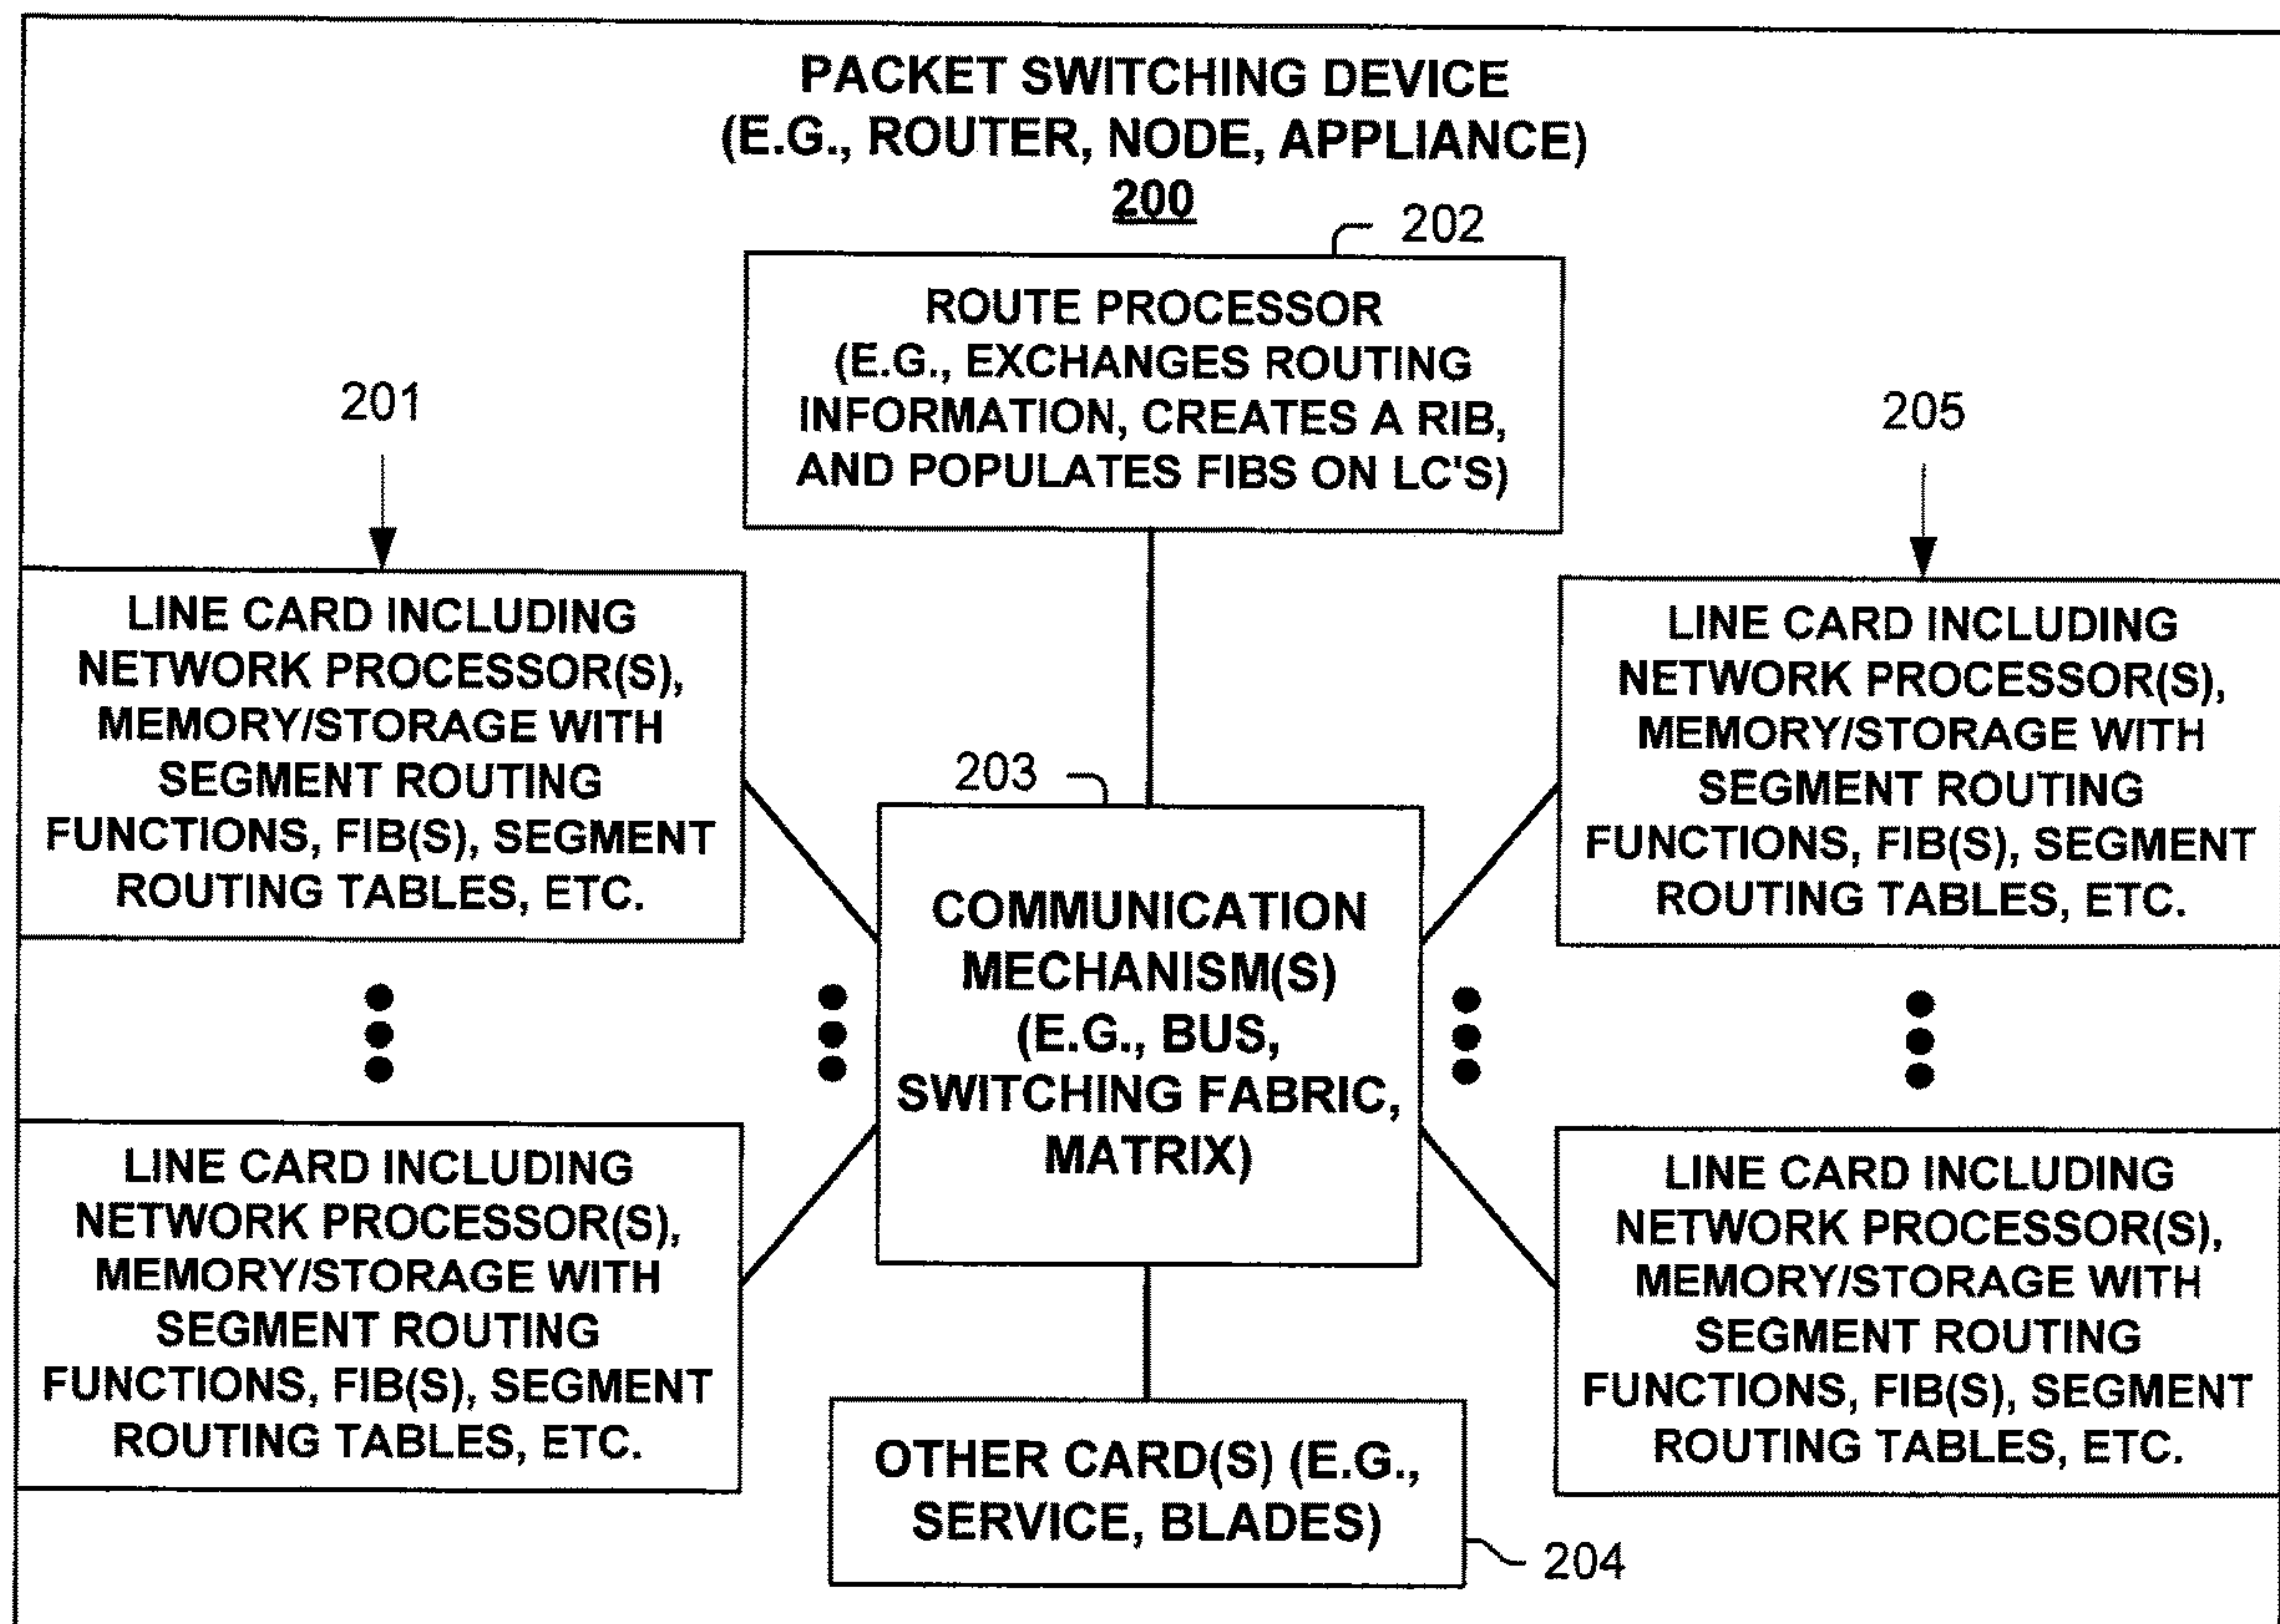 PACKET SWITCHING DEVICE
(E.G., ROUTER, NODE, APPLIANCE)
200
202
ROUTE PROCESSOR
(E.G., EXCHANGES ROUTING
INFORMATION, CREATES A RIB,
AND POPULATES FIBS ON LC'S)
201
LINE CARD INCLUDING
NETWORK PROCESSOR(S),
MEMORY/STORAGE WITH
SEGMENT ROUTING
FUNCTIONS, FIB(S), SEGMENT
ROUTING TABLES, ETC.
205
LINE CARD INCLUDING
NETWORK PROCESSOR(S),
MEMORY/STORAGE WITH
SEGMENT ROUTING
FUNCTIONS, FIB(S), SEGMENT
ROUTING TABLES, ETC.
203
COMMUNICATION
MECHANISM(S)
(E.G., BUS,
SWITCHING FABRIC,
MATRIX)
LINE CARD INCLUDING
NETWORK PROCESSOR(S),
MEMORY/STORAGE WITH
SEGMENT ROUTING
FUNCTIONS, FIB(S), SEGMENT
ROUTING TABLES, ETC.
LINE CARD INCLUDING
NETWORK PROCESSOR(S),
MEMORY/STORAGE WITH
SEGMENT ROUTING
FUNCTIONS, FIB(S), SEGMENT
ROUTING TABLES, ETC.
OTHER CARD(S) (E.G.,
SERVICE, BLADES)
204